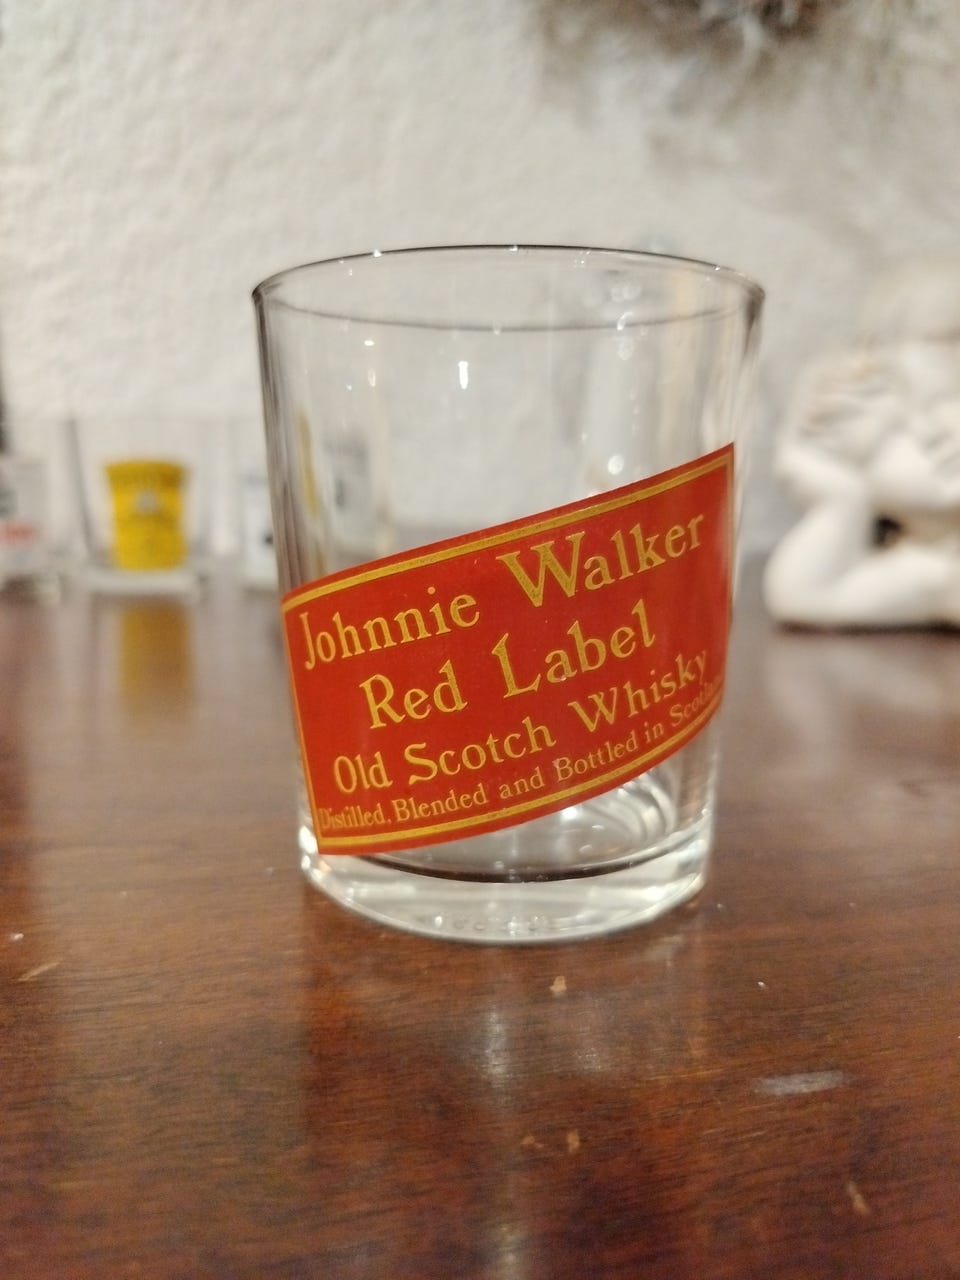 Johnnie Walker
Red Label
Old Scotch Whisky
Distilled, Blended and Bottled in